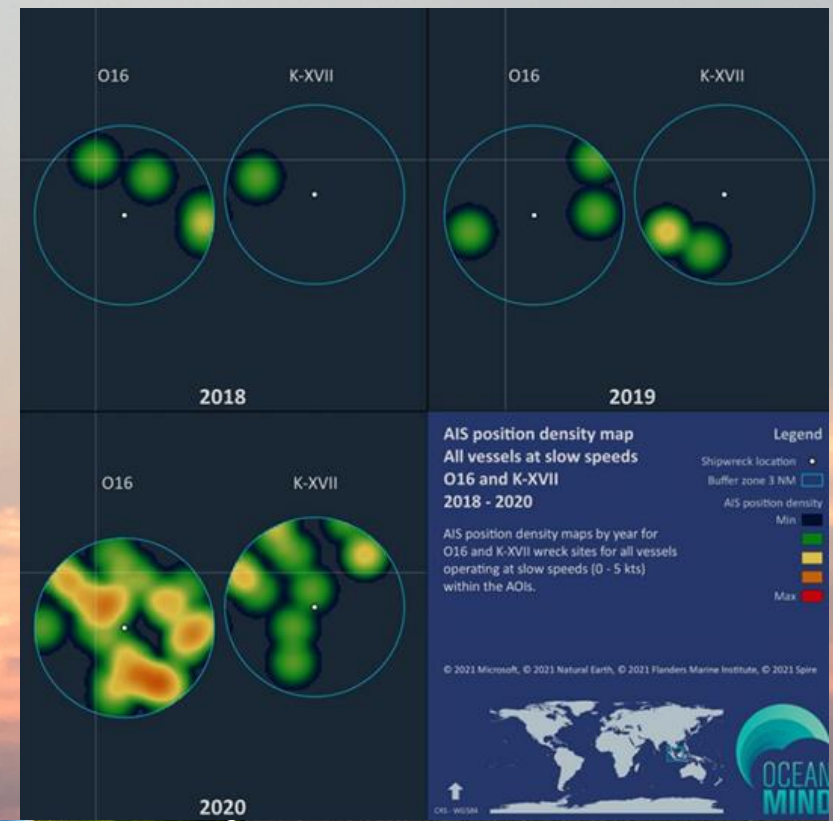 O16
K-XVII
2018
O16
K-XVII
2019
O16
K-XVII
2020
AIS position density map
All vessels at slow speeds
O16 and K-XVII
2018 - 2020
AIS position density maps by year for
O16 and K-XVII wreck sites for all vessels
operating at slow speeds (0 - 5 kts)
within the AOIs.
Legend
Shipwreck location
Buffer zone 3 NM
AIS position density
Min
Max
© 2021 Microsoft, © 2021 Natural Earth, © 2021 Flanders Marine Institute, © 2021 Spire
CRS - WGS84
OCEAN
MIND